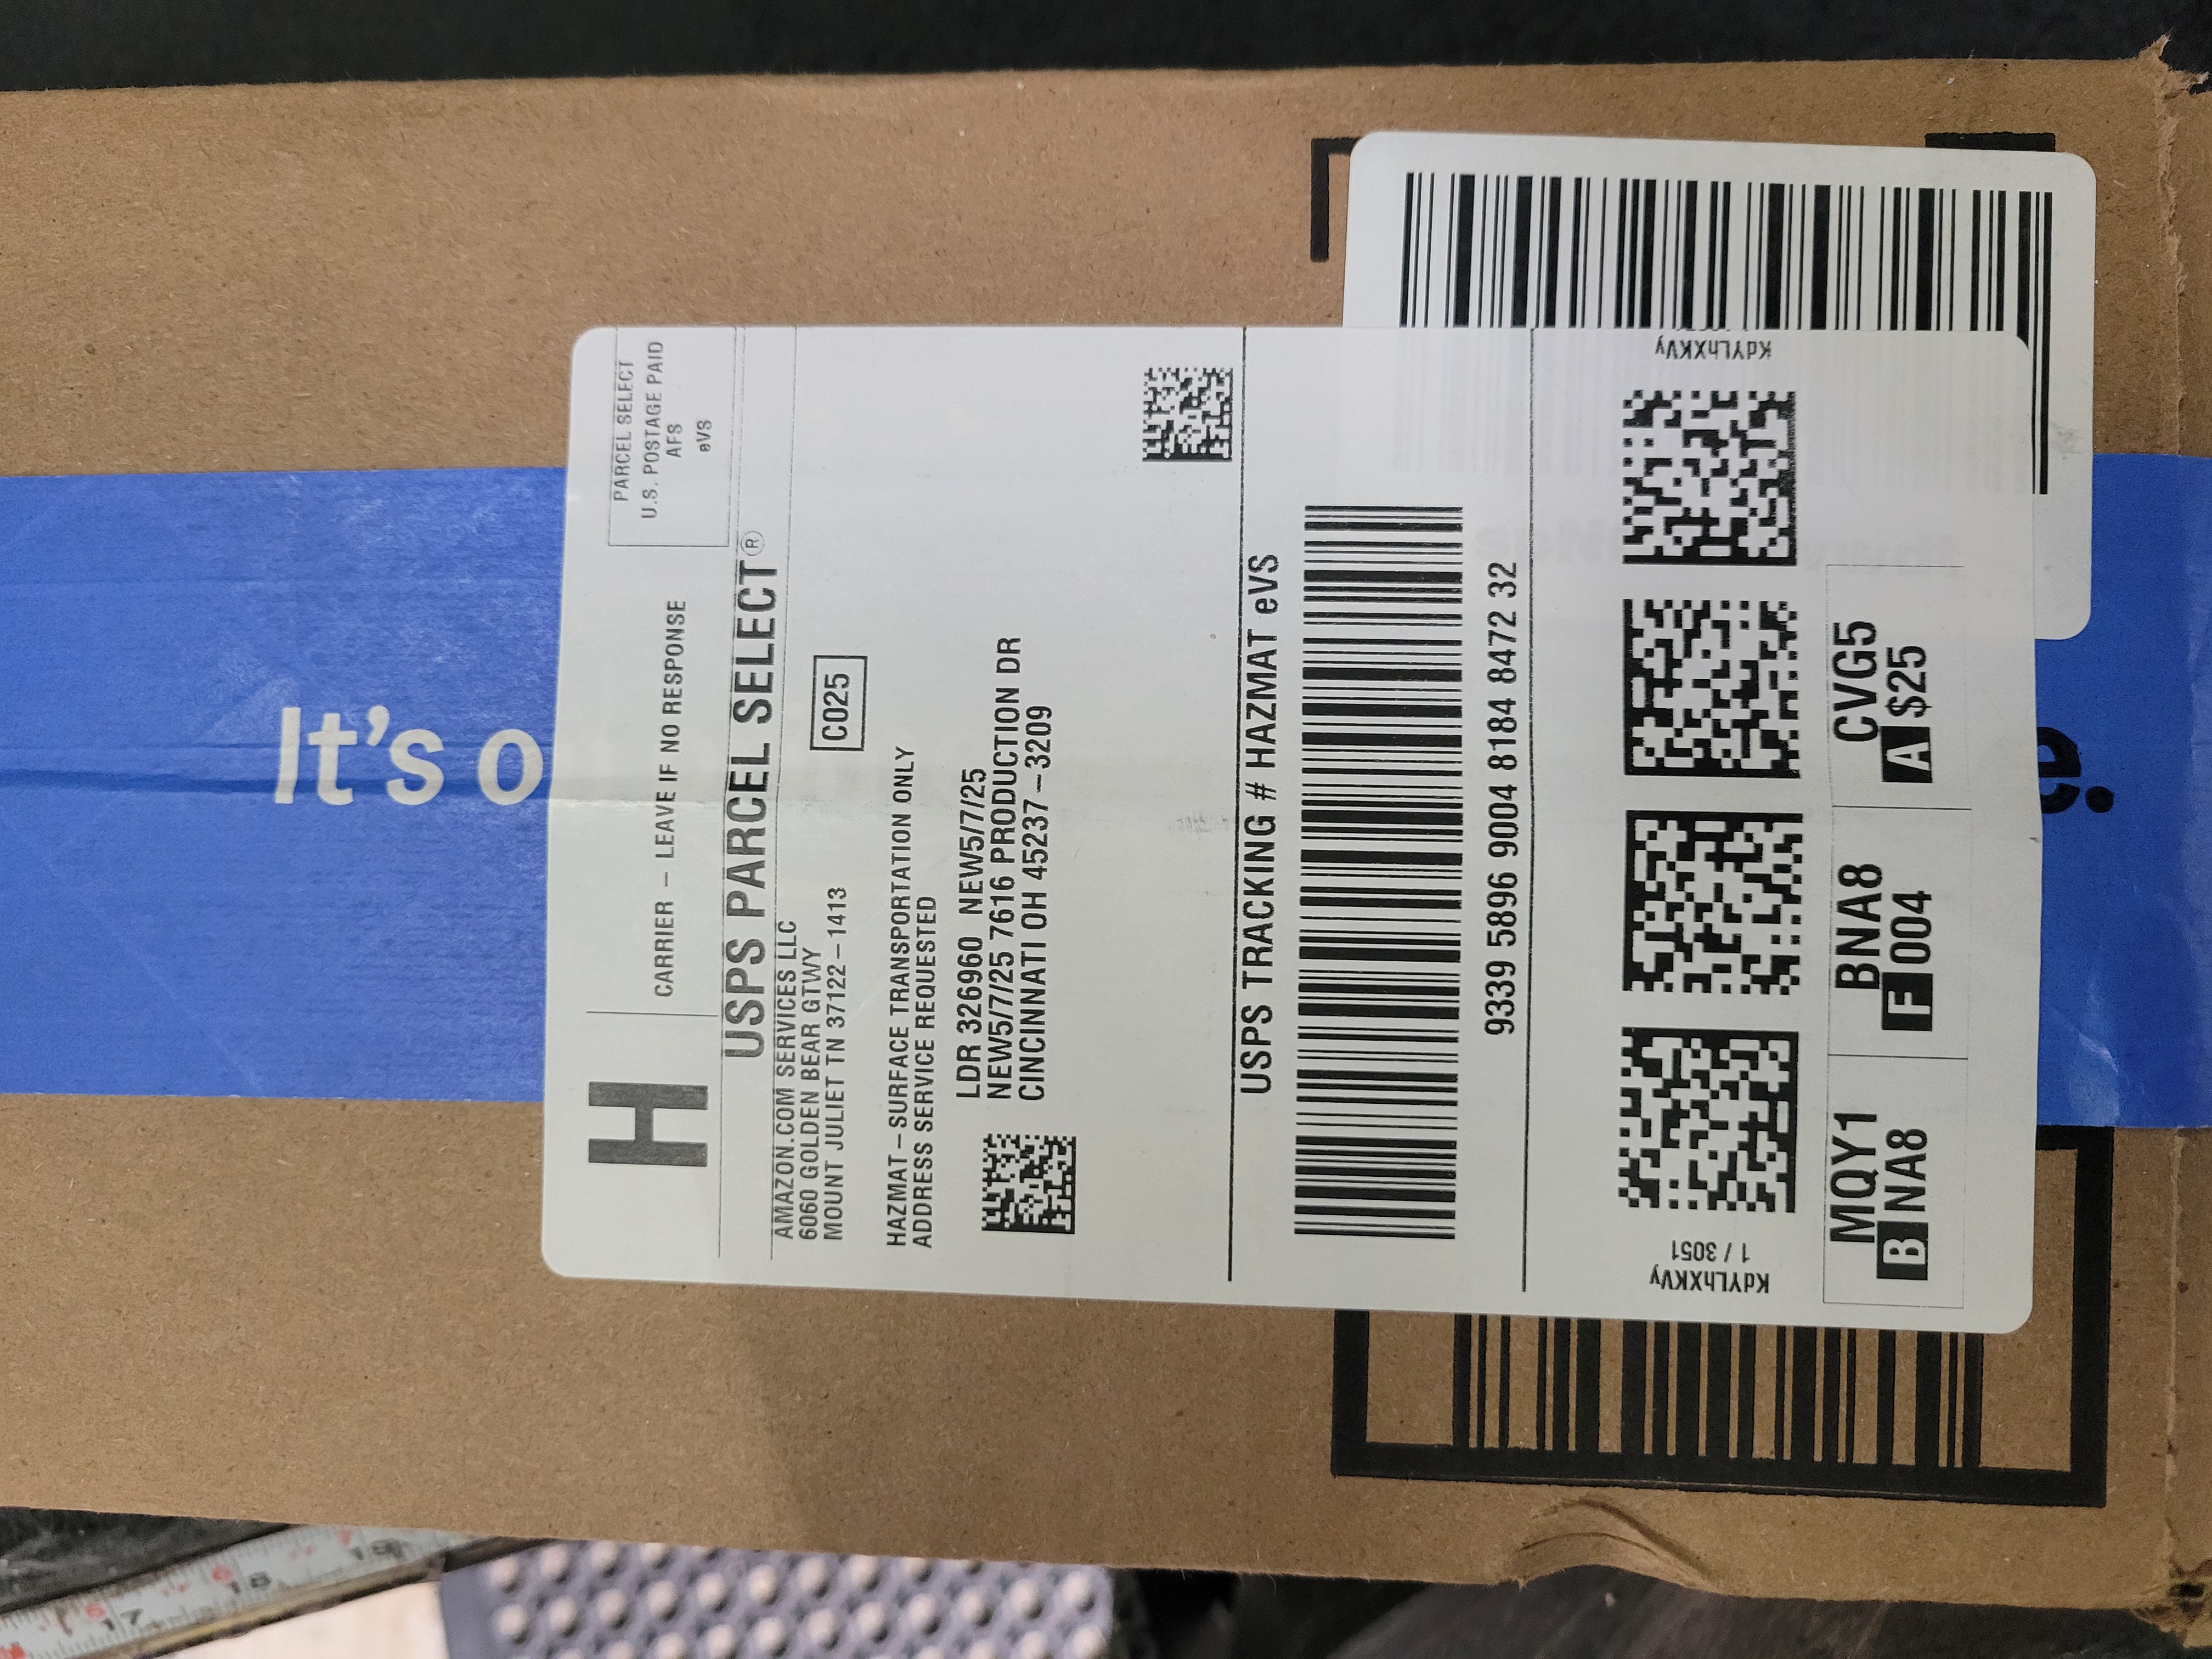 It's o
e.
H
CARRIER – LEAVE IF NO RESPONSE
PARCEL SELECT
U.S. POSTAGE PAID
AFS
eVS
USPS PARCEL SELECT®
AMAZON.COM SERVICES LLC
6060 GOLDEN BEAR GTWY
MOUNT JULIET TN 37122-1413
C025
HAZMAT-SURFACE TRANSPORTATION ONLY
ADDRESS SERVICE REQUESTED
LDR 326960 NEW5/7/25
NEW5/7/25 7616 PRODUCTION DR
CINCINNATI OH 45237-3209
USPS TRACKING # HAZMAT eVS
9339 5896 9004 8184 8472 32
KdYLhXKVy
1 / 3051
KdYLhXKVy
MQY1
B NA8
BNA8
F 004
CVG5
A $25